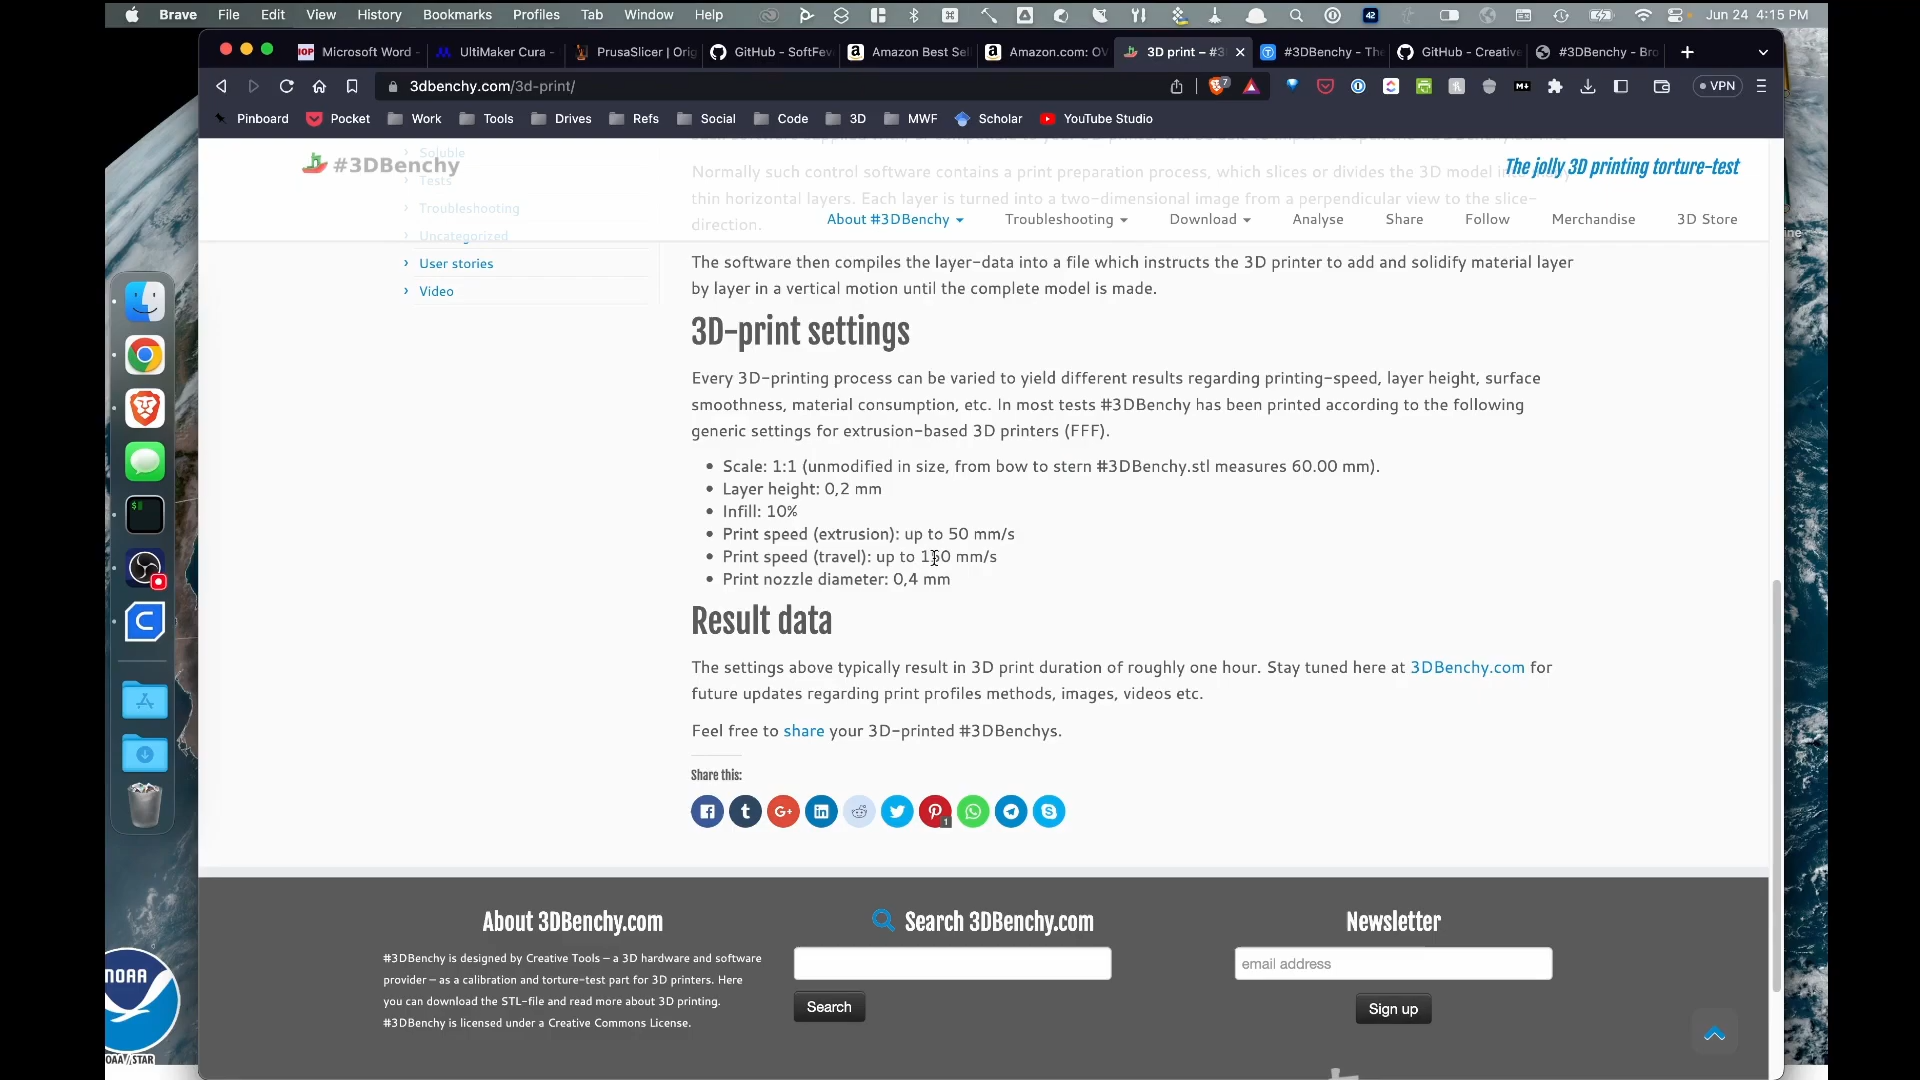 Brave File Edit View History Bookmarks Profiles Tab Window Help 42 Jun 24 4:15 PM
Microsoft Word - UltiMaker Cura - PrusaSlicer | Orig GitHub - SoftFev Amazon Best Sel Amazon.com: OV 3D print – #3 #3DBenchy - The GitHub - Creative #3DBenchy - Bro
3dbenchy.com/3d-print/ 7 VPN
Pinboard Pocket Work Tools Drives Refs Social Code 3D MWF Scholar YouTube Studio
#3DBenchy
The jolly 3D printing torture-test
About #3DBenchy Troubleshooting Download Analyse Share Follow Merchandise 3D Store
Soluble
Tests
Troubleshooting
Uncategorized
User stories
Video
Normally such control software contains a print preparation process, which slices or divides the 3D model into
thin horizontal layers. Each layer is turned into a two-dimensional image from a perpendicular view to the slice-
direction.
The software then compiles the layer-data into a file which instructs the 3D printer to add and solidify material layer
by layer in a vertical motion until the complete model is made.
3D-print settings
Every 3D-printing process can be varied to yield different results regarding printing-speed, layer height, surface
smoothness, material consumption, etc. In most tests #3DBenchy has been printed according to the following
generic settings for extrusion-based 3D printers (FFF).
Scale: 1:1 (unmodified in size, from bow to stern #3DBenchy.stl measures 60.00 mm).
Layer height: 0,2 mm
Infill: 10%
Print speed (extrusion): up to 50 mm/s
Print speed (travel): up to mm/s
Print nozzle diameter: 0,4 mm
Result data
The settings above typically result in 3D print duration of roughly one hour. Stay tuned here at 3DBenchy.com for
future updates regarding print profiles methods, images, videos etc.
Feel free to share your 3D-printed #3DBenchys.
Share this:
1
About 3DBenchy.com
#3DBenchy is designed by Creative Tools – a 3D hardware and software
provider – as a calibration and torture-test part for 3D printers. Here
you can download the STL-file and read more about 3D printing.
#3DBenchy is licensed under a Creative Commons License.
Search 3DBenchy.com
Search
Newsletter
email address
Sign up
NOAA
NOAA/STAR